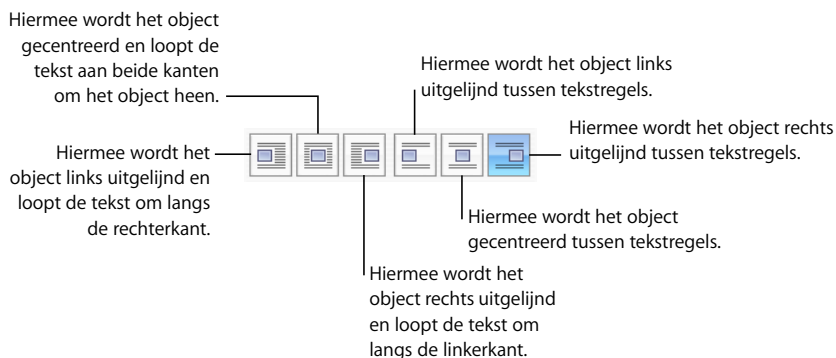 Hiermee wordt het object
gecentreerd en loopt de
tekst aan beide kanten
om het object heen.
Hiermee wordt het object links
uitgelijnd tussen tekstregels.
Hiermee wordt het object rechts
uitgelijnd tussen tekstregels.
Hiermee wordt het
object links uitgelijnd en
loopt de tekst om langs
de rechterkant.
Hiermee wordt het object
gecentreerd tussen tekstregels.
Hiermee wordt het
object rechts uitgelijnd
en loopt de tekst om
langs de linkerkant.